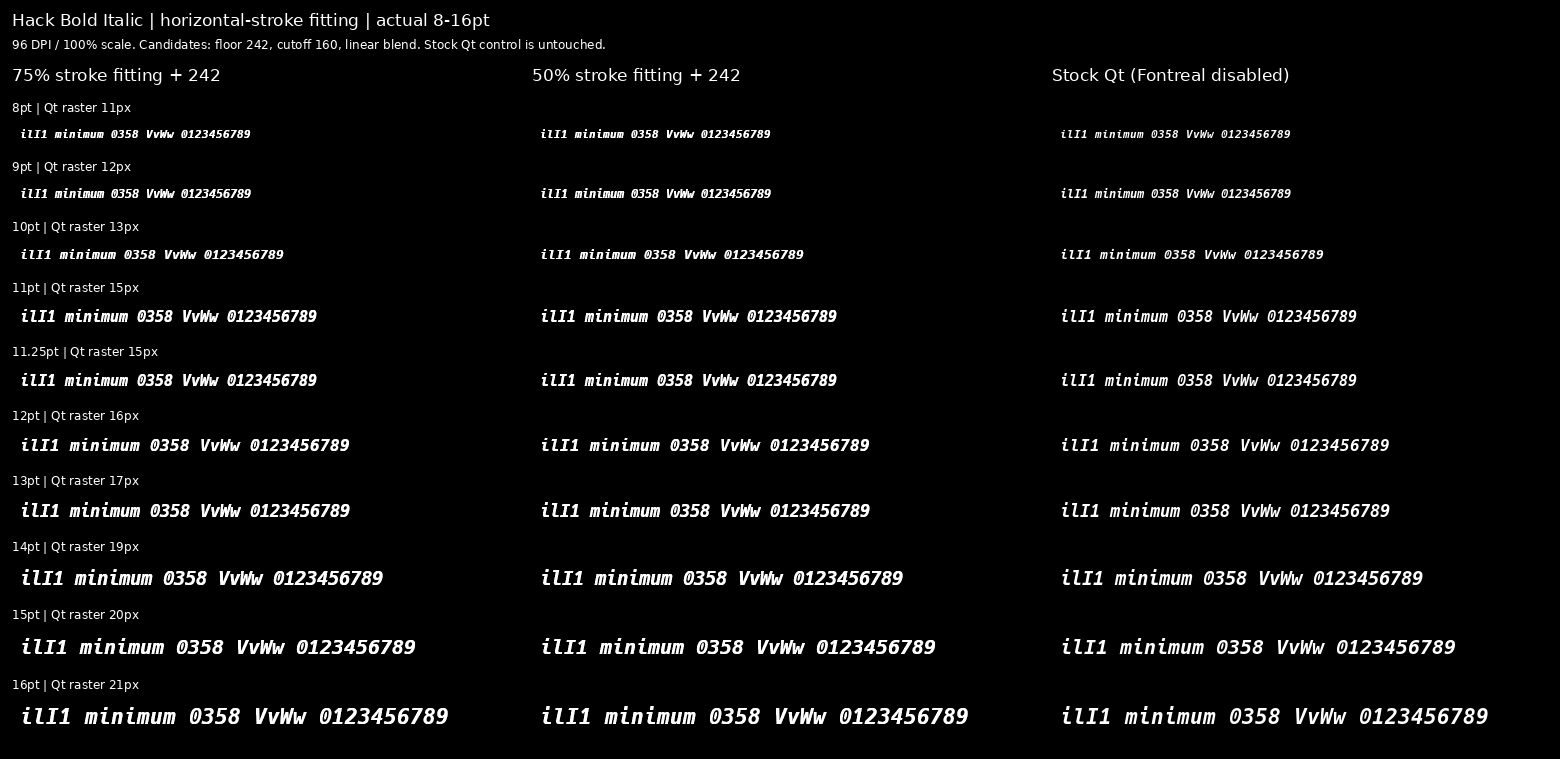 Hack Bold Italic | horizontal-stroke fitting | actual 8-16pt
96 DPI / 100% scale. Candidates: floor 242, cutoff 160, linear blend. Stock Qt control is untouched.
75% stroke fitting + 242 50% stroke fitting + 242 Stock Qt (Fontreal disabled)
8pt | Qt raster 11px
ilI1 minimum 0358 VvWw 0123456789 ilI1 minimum 0358 VvWw 0123456789 ilI1 minimum 0358 VvWw 0123456789
9pt | Qt raster 12px
ilI1 minimum 0358 VvWw 0123456789 ilI1 minimum 0358 VvWw 0123456789 ilI1 minimum 0358 VvWw 0123456789
10pt | Qt raster 13px
ilI1 minimum 0358 VvWw 0123456789 ilI1 minimum 0358 VvWw 0123456789 ilI1 minimum 0358 VvWw 0123456789
11pt | Qt raster 15px
ilI1 minimum 0358 VvWw 0123456789 ilI1 minimum 0358 VvWw 0123456789 ilI1 minimum 0358 VvWw 0123456789
11.25pt | Qt raster 15px
ilI1 minimum 0358 VvWw 0123456789 ilI1 minimum 0358 VvWw 0123456789 ilI1 minimum 0358 VvWw 0123456789
12pt | Qt raster 16px
ilI1 minimum 0358 VvWw 0123456789 ilI1 minimum 0358 VvWw 0123456789 ilI1 minimum 0358 VvWw 0123456789
13pt | Qt raster 17px
ilI1 minimum 0358 VvWw 0123456789 ilI1 minimum 0358 VvWw 0123456789 ilI1 minimum 0358 VvWw 0123456789
14pt | Qt raster 19px
ilI1 minimum 0358 VvWw 0123456789 ilI1 minimum 0358 VvWw 0123456789 ilI1 minimum 0358 VvWw 0123456789
15pt | Qt raster 20px
ilI1 minimum 0358 VvWw 0123456789 ilI1 minimum 0358 VvWw 0123456789 ilI1 minimum 0358 VvWw 0123456789
16pt | Qt raster 21px
ilI1 minimum 0358 VvWw 0123456789 ilI1 minimum 0358 VvWw 0123456789 ilI1 minimum 0358 VvWw 0123456789